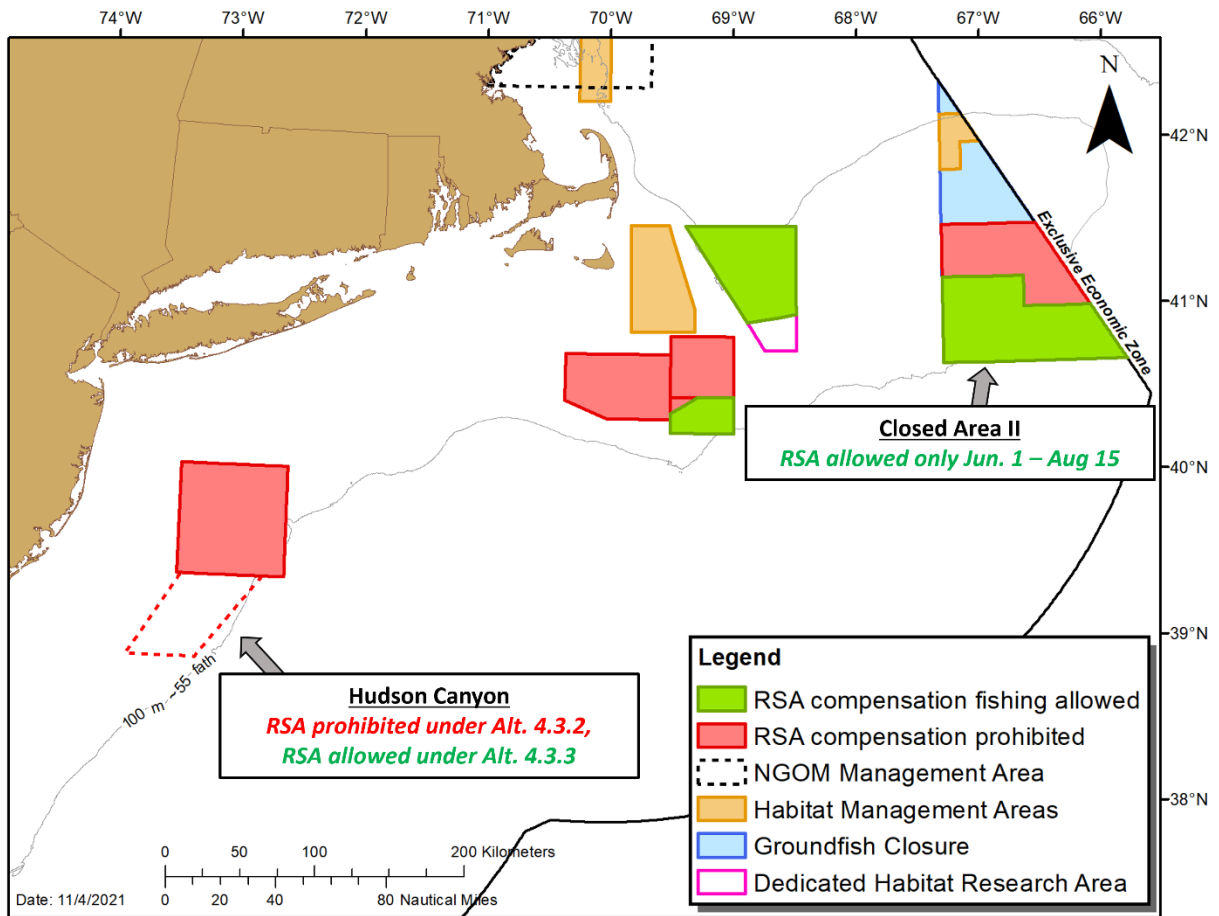 74°W 73°W 72°W 71°W 70°W 69°W 68°W 67°W 66°W
N
42°N
41°N
40°N
39°N
38°N
Exclusive Economic Zone
Closed Area II
RSA allowed only Jun. 1 – Aug 15
100 m ~55 fath
Hudson Canyon
RSA prohibited under Alt. 4.3.2,
RSA allowed under Alt. 4.3.3
Legend
RSA compensation fishing allowed
RSA compensation prohibited
NGOM Management Area
Habitat Management Areas
Groundfish Closure
Dedicated Habitat Research Area
0 50 100 200 Kilometers
0 20 40 80 Nautical Miles
Date: 11/4/2021